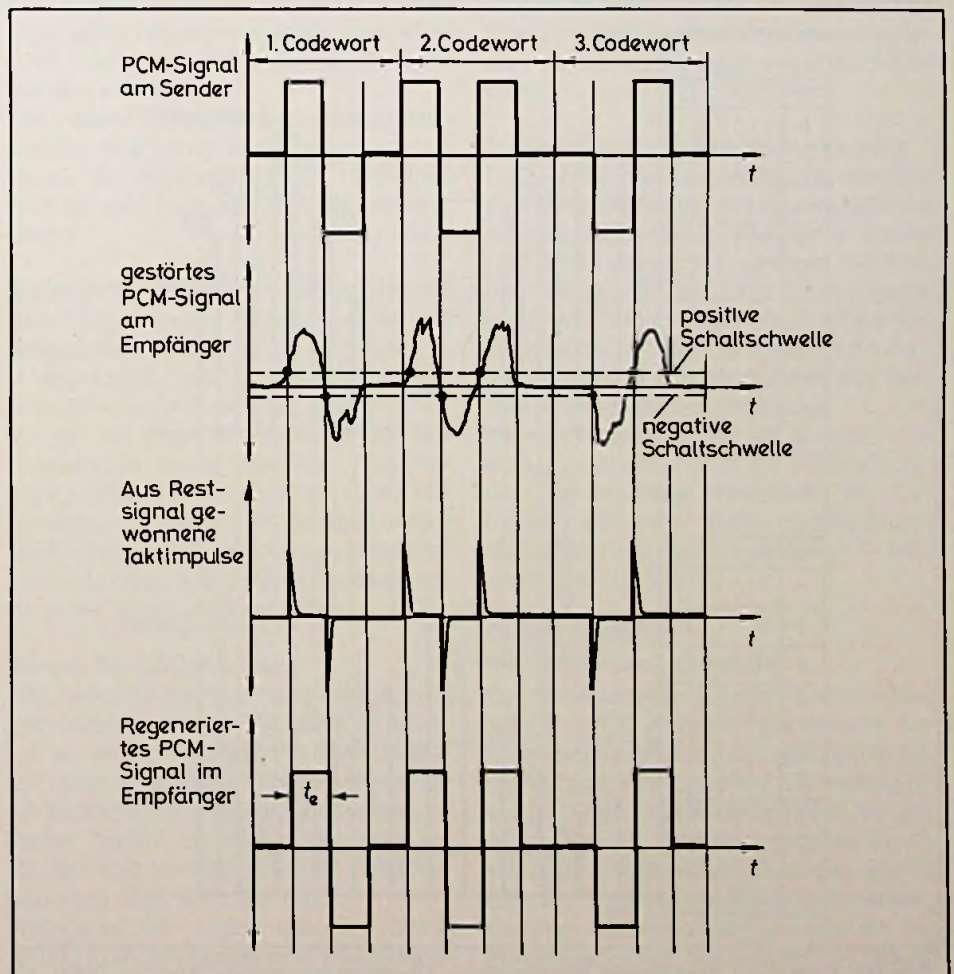 1. Codewort
2. Codewort
3. Codewort
PCM-Signal
am Sender
t
gestörtes
PCM-Signal
am
Empfänger
positive
Schaltschwelle
t
negative
Schaltschwelle
Aus Rest-
signal ge-
wonnene
Taktimpulse
t
Regenerier-
tes PCM-
Signal im
Empfänger
te
t